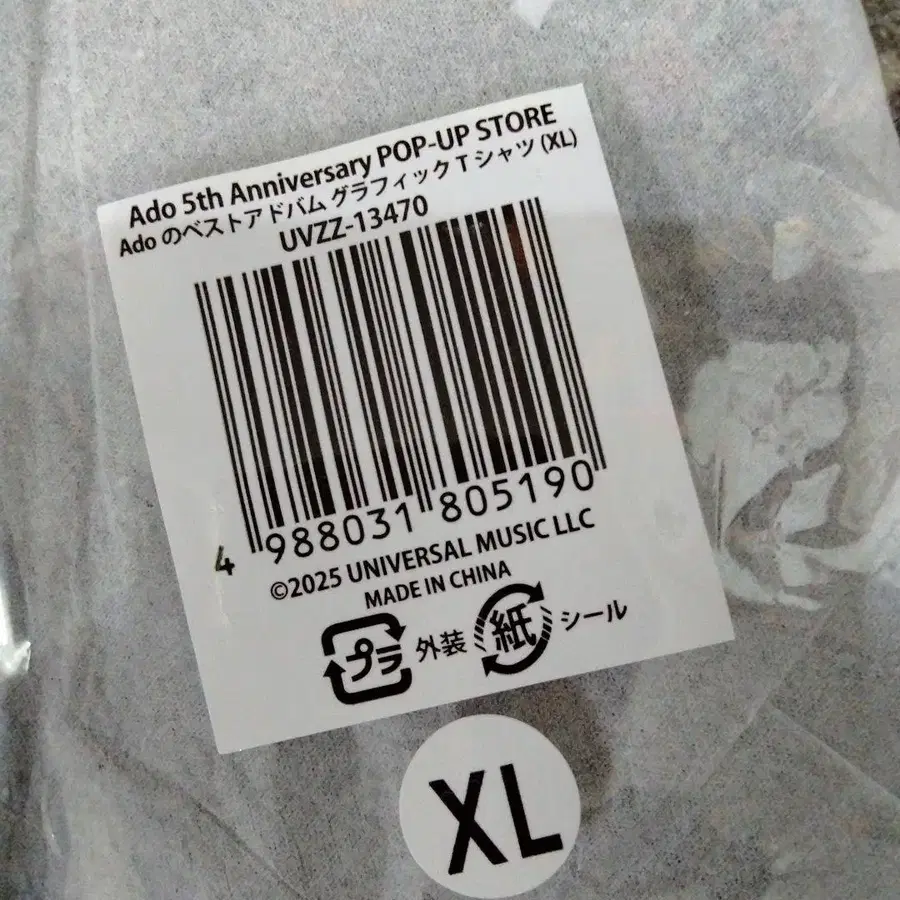 Ado 5th Anniversary POP-UP STORE
Ado のベストアドバム グラフィック T シャツ (XL)
UVZZ-13470
4 988031 805190
©2025 UNIVERSAL MUSIC LLC
MADE IN CHINA
プラ 外装 紙 シール
XL